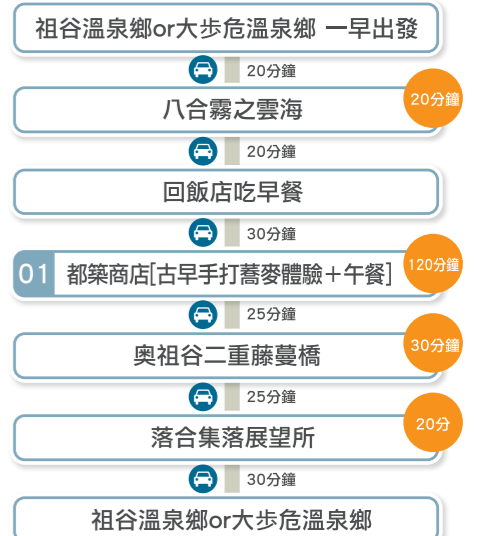 祖谷溫泉鄉or大步危溫泉鄉 一早出發
20分鐘
20分鐘
八合霧之雲海
20分鐘
回飯店吃早餐
30分鐘
120分鐘
01 都築商店[古早手打蕎麥體驗＋午餐]
25分鐘
30分鐘
奧祖谷二重藤蔓橋
25分鐘
20分
落合集落展望所
30分鐘
祖谷溫泉鄉or大步危溫泉鄉